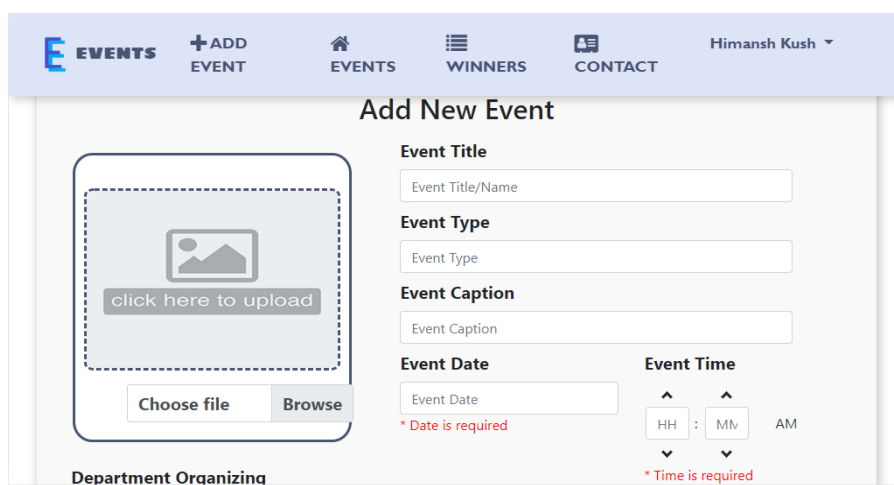 EVENTS
ADD EVENT
EVENTS
WINNERS
CONTACT
Himansh Kush
Add New Event
click here to upload
Choose file Browse
Event Title
Event Title/Name
Event Type
Event Type
Event Caption
Event Caption
Event Date
Event Date
* Date is required
Event Time
HH : MM AM
* Time is required
Department Organizing